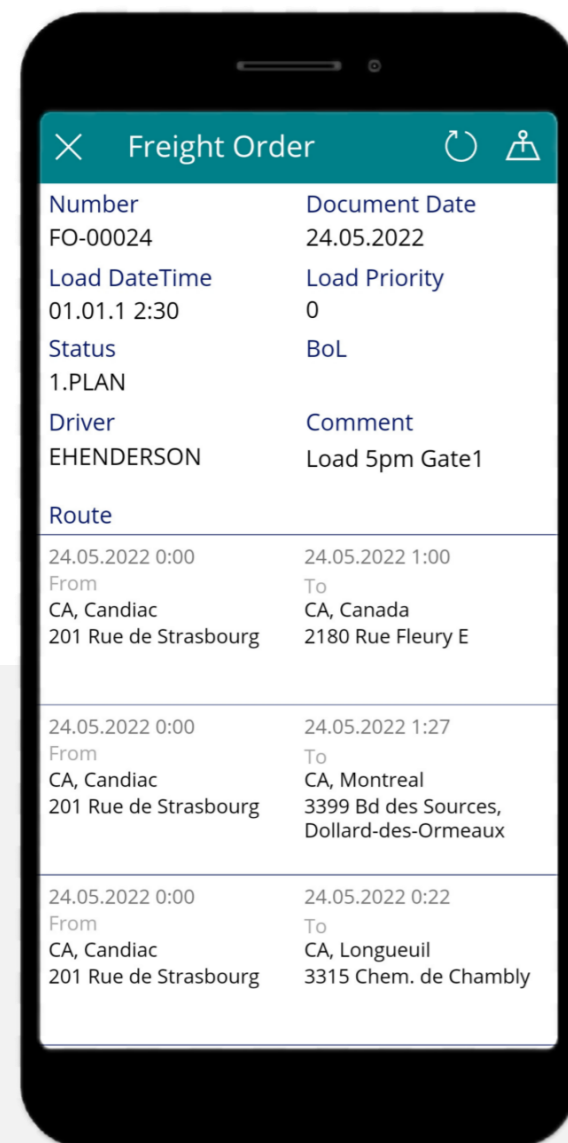 Freight Order
Number
FO-00024
Document Date
24.05.2022
Load DateTime
01.01.1 2:30
Load Priority
0
Status
1.PLAN
BoL
Driver
EHENDERSON
Comment
Load 5pm Gate1
Route
24.05.2022 0:00
From
CA, Candiac
201 Rue de Strasbourg
24.05.2022 1:00
To
CA, Canada
2180 Rue Fleury E
24.05.2022 0:00
From
CA, Candiac
201 Rue de Strasbourg
24.05.2022 1:27
To
CA, Montreal
3399 Bd des Sources,
Dollard-des-Ormeaux
24.05.2022 0:00
From
CA, Candiac
201 Rue de Strasbourg
24.05.2022 0:22
To
CA, Longueuil
3315 Chem. de Chambly